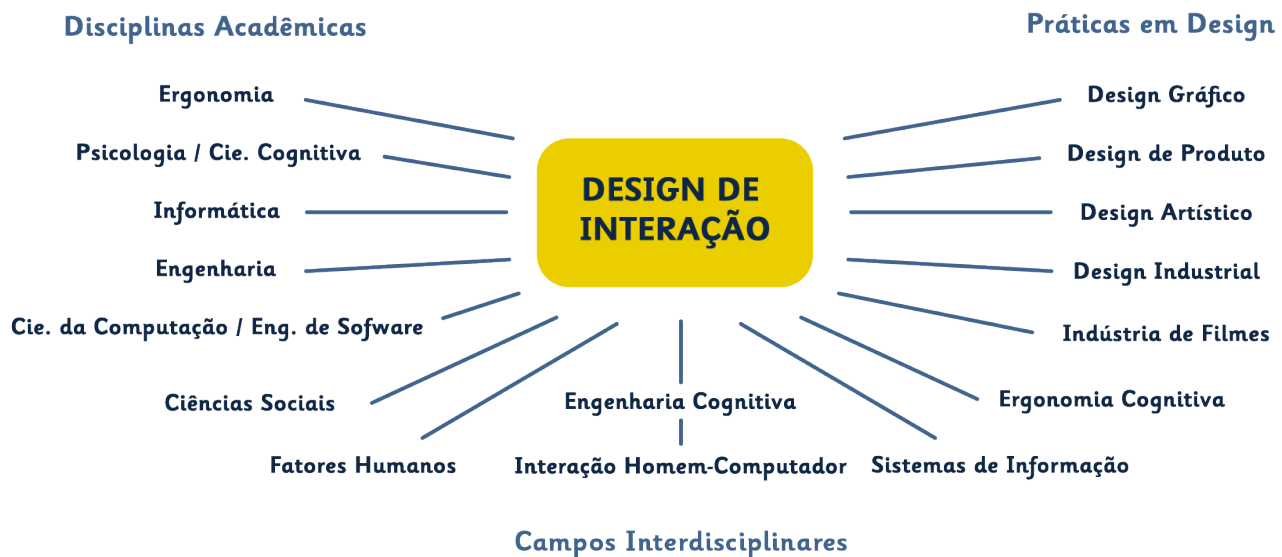 Disciplinas Acadêmicas
Práticas em Design
Ergonomia
Psicologia / Cie. Cognitiva
Informática
Engenharia
Cie. da Computação / Eng. de Sofware
Ciências Sociais
DESIGN DE
INTERAÇÃO
Design Gráfico
Design de Produto
Design Artístico
Design Industrial
Indústria de Filmes
Engenharia Cognitiva
Ergonomia Cognitiva
Fatores Humanos
Interação Homem-Computador
Sistemas de Informação
Campos Interdisciplinares